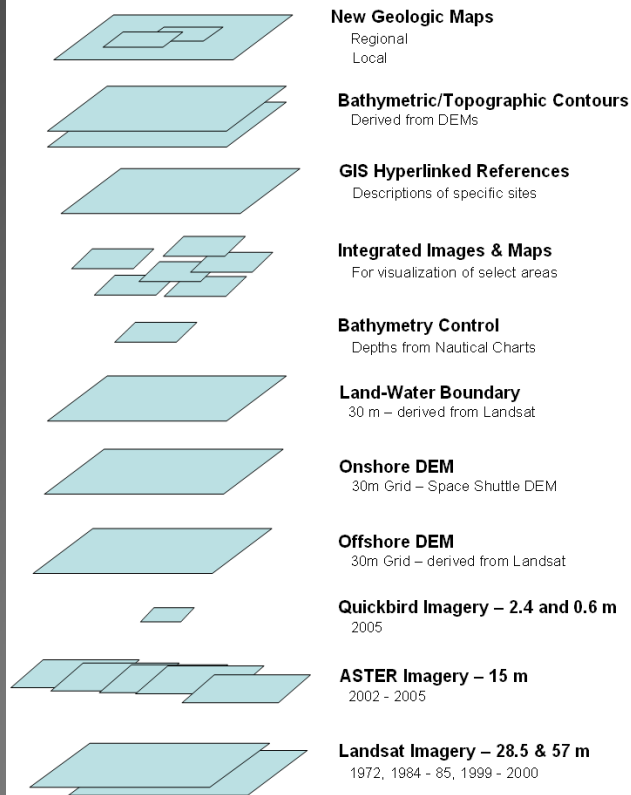 New Geologic Maps
Regional
Local
Bathymetric/Topographic Contours
Derived from DEMs
GIS Hyperlinked References
Descriptions of specific sites
Integrated Images & Maps
For visualization of select areas
Bathymetry Control
Depths from Nautical Charts
Land-Water Boundary
30 m – derived from Landsat
Onshore DEM
30m Grid – Space Shuttle DEM
Offshore DEM
30m Grid – derived from Landsat
Quickbird Imagery – 2.4 and 0.6 m
2005
ASTER Imagery – 15 m
2002 - 2005
Landsat Imagery – 28.5 & 57 m
1972, 1984 - 85, 1999 - 2000